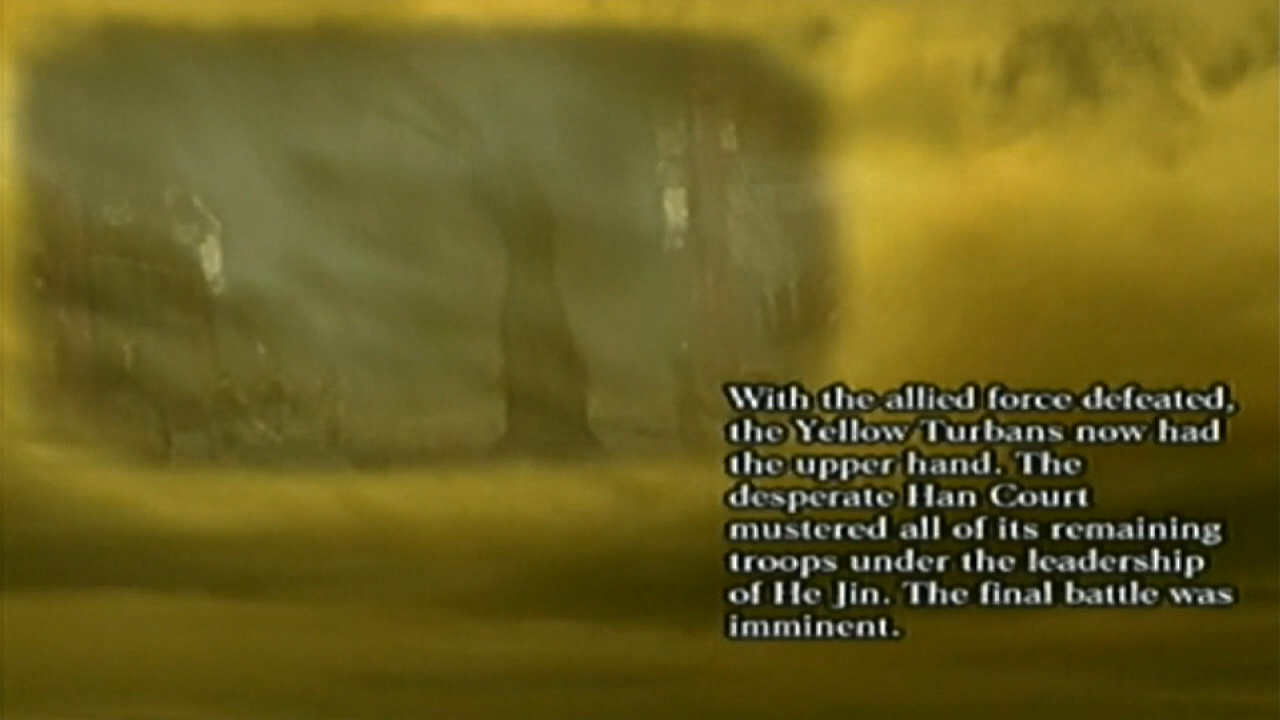 With the allied force defeated,
the Yellow Turbans now had
the upper hand. The
desperate Han Court
mustered all of its remaining
troops under the leadership
of He Jin. The final battle was
imminent.